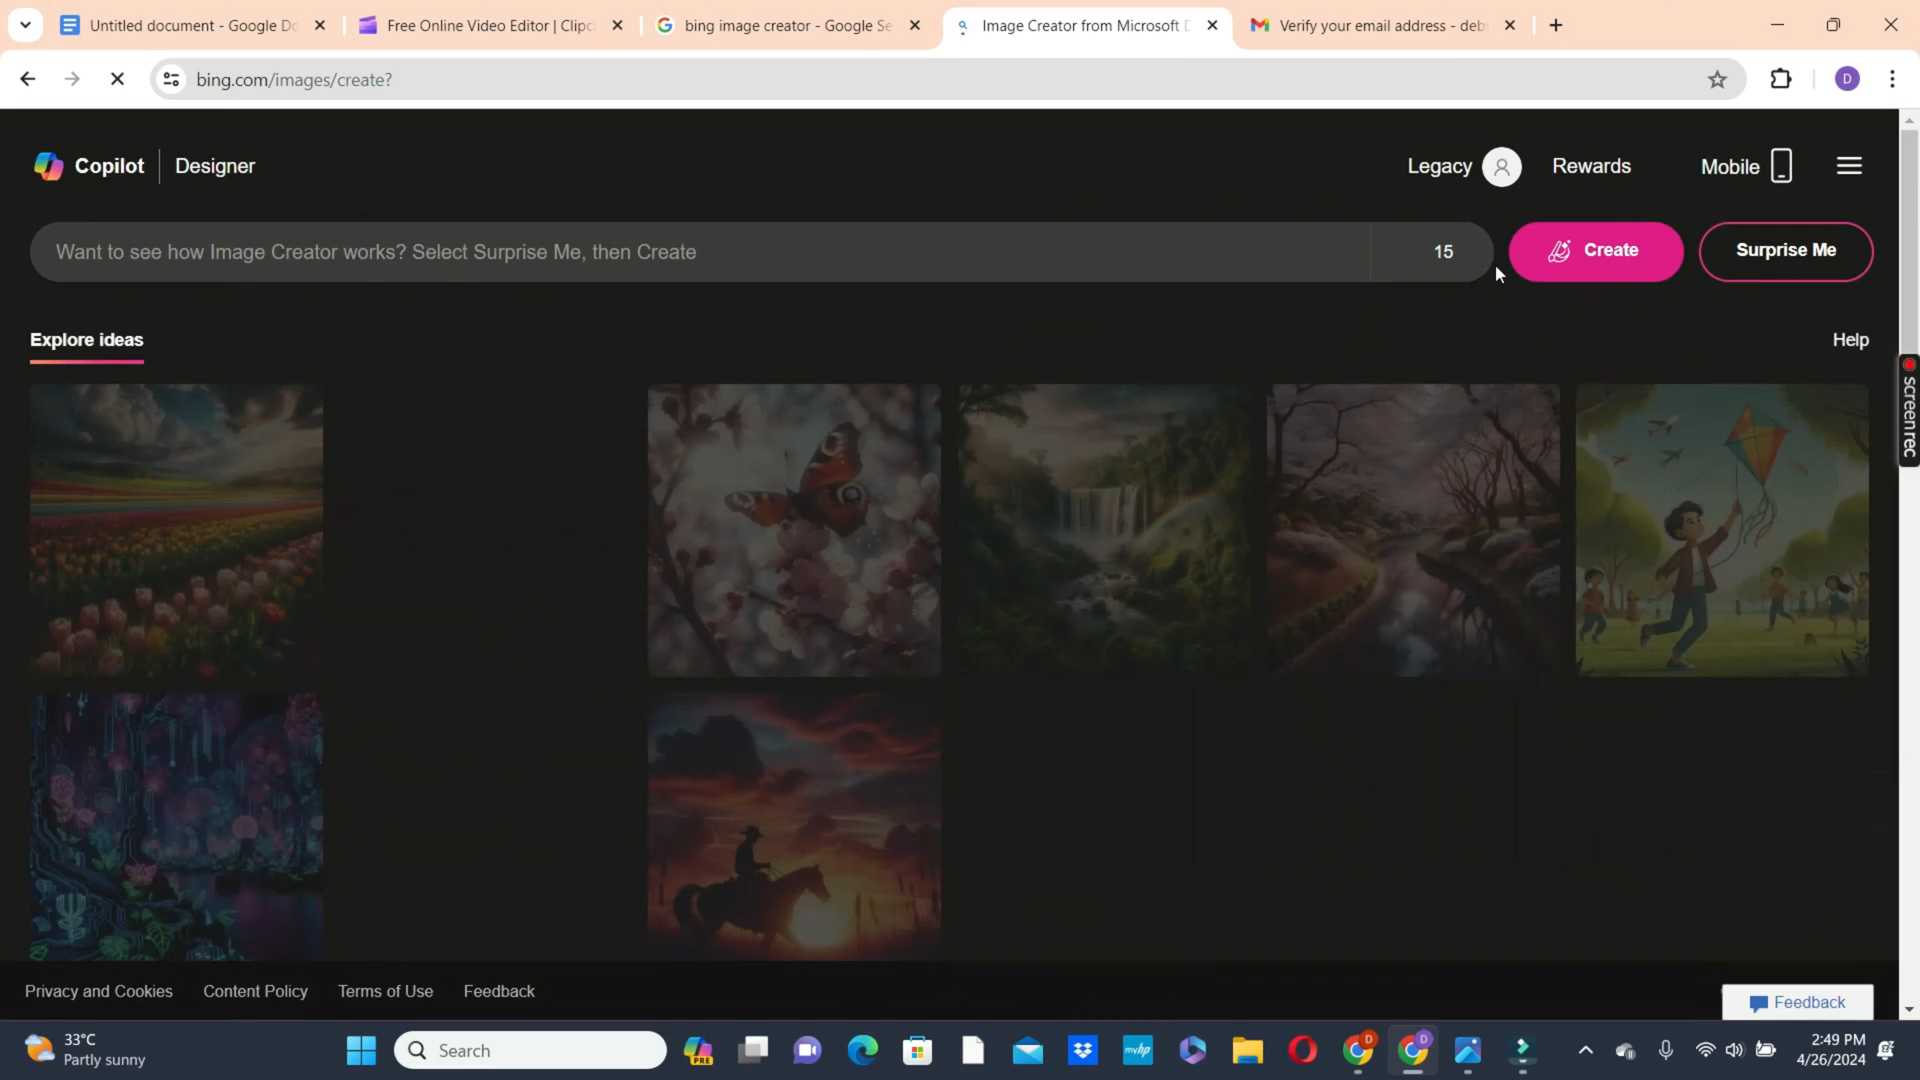 Untitled document - Google Do
Free Online Video Editor | Clipc
bing image creator - Google Se
Image Creator from Microsoft D
Verify your email address - deb
bing.com/images/create?
D
Copilot
Designer
Legacy
Rewards
Mobile
Want to see how Image Creator works? Select Surprise Me, then Create
15
Create
Surprise Me
Explore ideas
Help
screenrec
Privacy and Cookies
Content Policy
Terms of Use
Feedback
Feedback
33°C
Partly sunny
Search
PRE
myhp
D
D
2:49 PM
4/26/2024